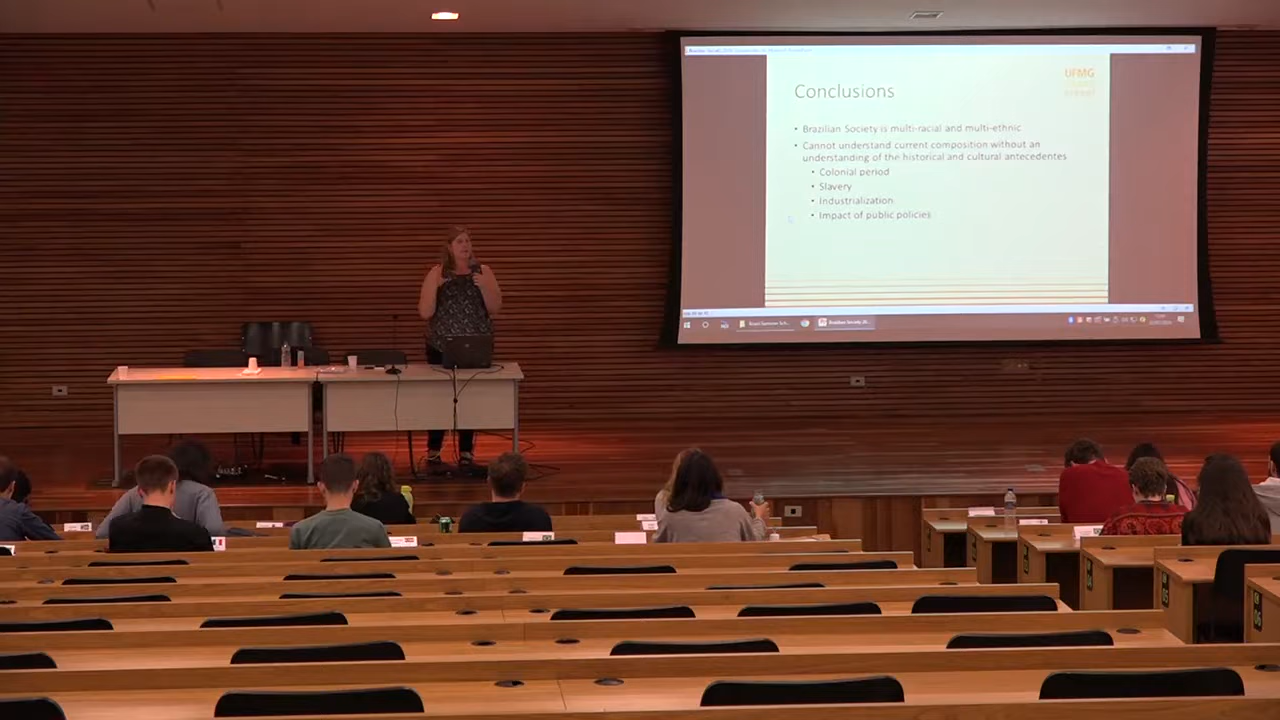 Conclusions
UFMG
• Brazilian Society is multi-racial and multi-ethnic
• Cannot understand current composition without an
understanding of the historical and cultural antecedentes
• Colonial period
• Slavery
• Industrialization
• Impact of public policies